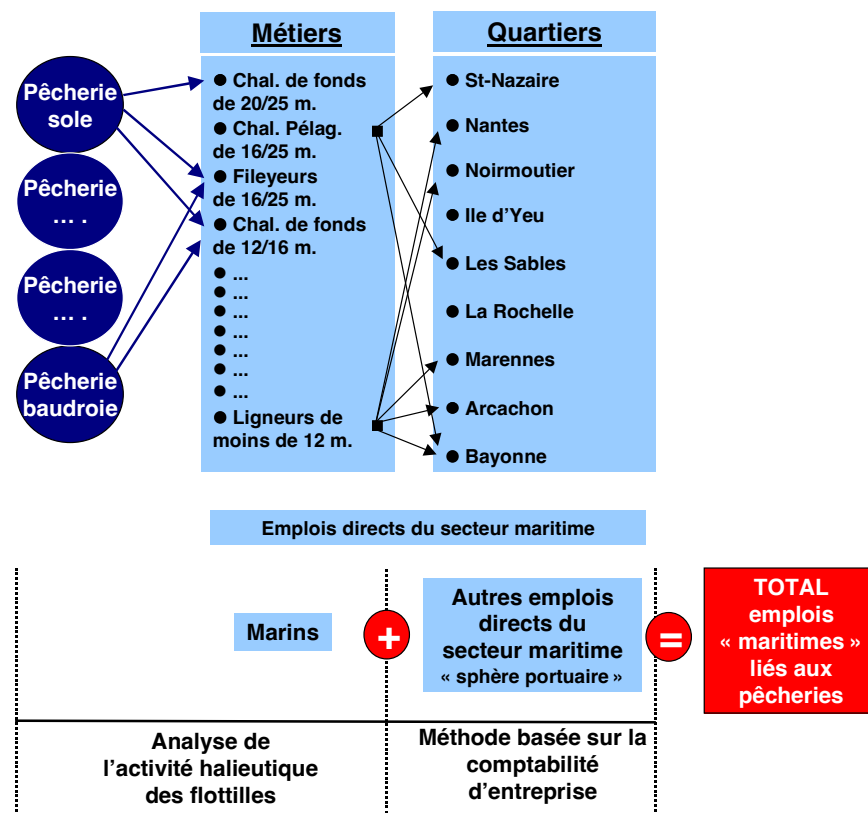 Métiers
Quartiers
Pêcherie
sole
Pêcherie
... .
Pêcherie
... .
Pêcherie
baudroie
● Chal. de fonds
de 20/25 m.
● Chal. Pélag.
de 16/25 m.
● Fileyeurs
de 16/25 m.
● Chal. de fonds
de 12/16 m.
● ...
● ...
● ...
● ...
● ...
● ...
● ...
● Ligneurs de
moins de 12 m.
● St-Nazaire
● Nantes
● Noirmoutier
● Ile d'Yeu
● Les Sables
● La Rochelle
● Marennes
● Arcachon
● Bayonne
Emplois directs du secteur maritime
Marins
+
Autres emplois
directs du
secteur maritime
« sphère portuaire »
=
TOTAL
emplois
« maritimes »
liés aux
pêcheries
Analyse de
l'activité halieutique
des flottilles
Méthode basée sur la
comptabilité
d'entreprise